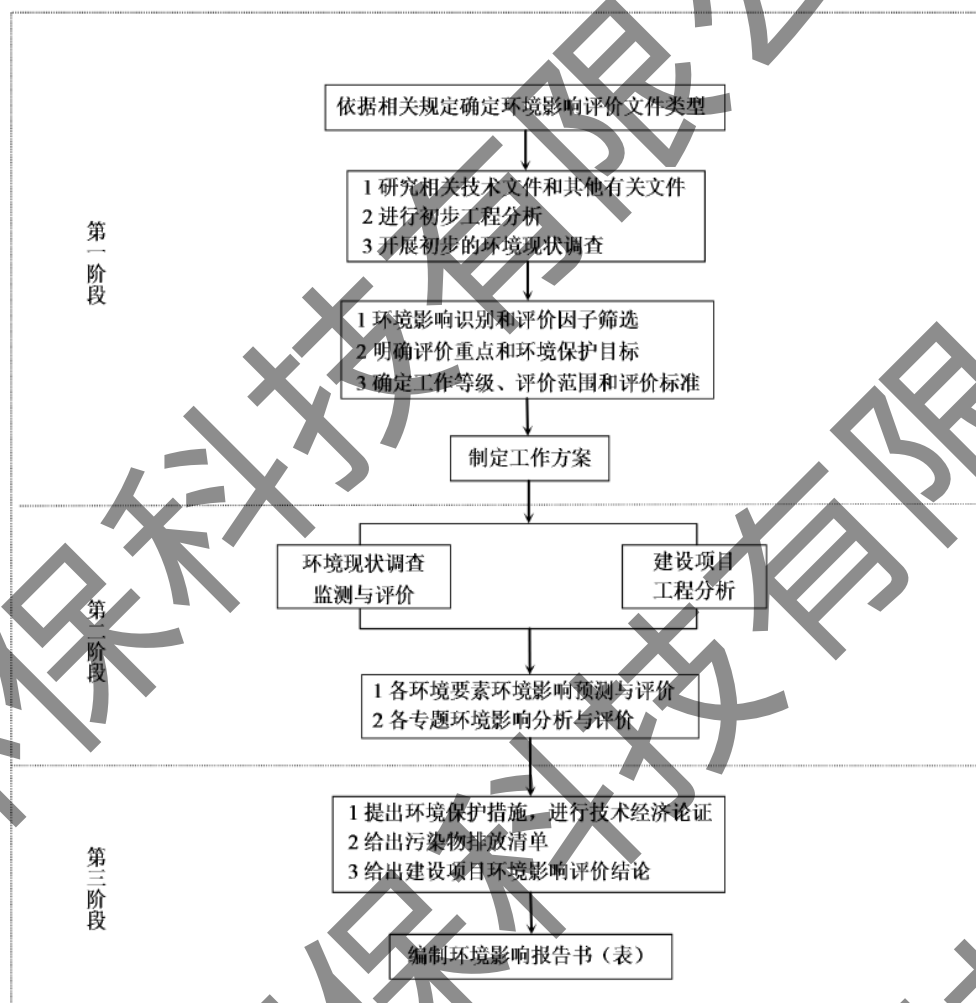 依据相关规定确定环境影响评价文件类型
1 研究相关技术文件和其他有关文件
2 进行初步工程分析
3 开展初步的环境现状调查
第一阶段
1 环境影响识别和评价因子筛选
2 明确评价重点和环境保护目标
3 确定工作等级、评价范围和评价标准
制定工作方案
环境现状调查
监测与评价
建设项目
工程分析
第二阶段
1 各环境要素环境影响预测与评价
2 各专题环境影响分析与评价
1 提出环境保护措施，进行技术经济论证
2 给出污染物排放清单
3 给出建设项目环境影响评价结论
第三阶段
编制环境影响报告书（表）
保科技有限公
保科技有限